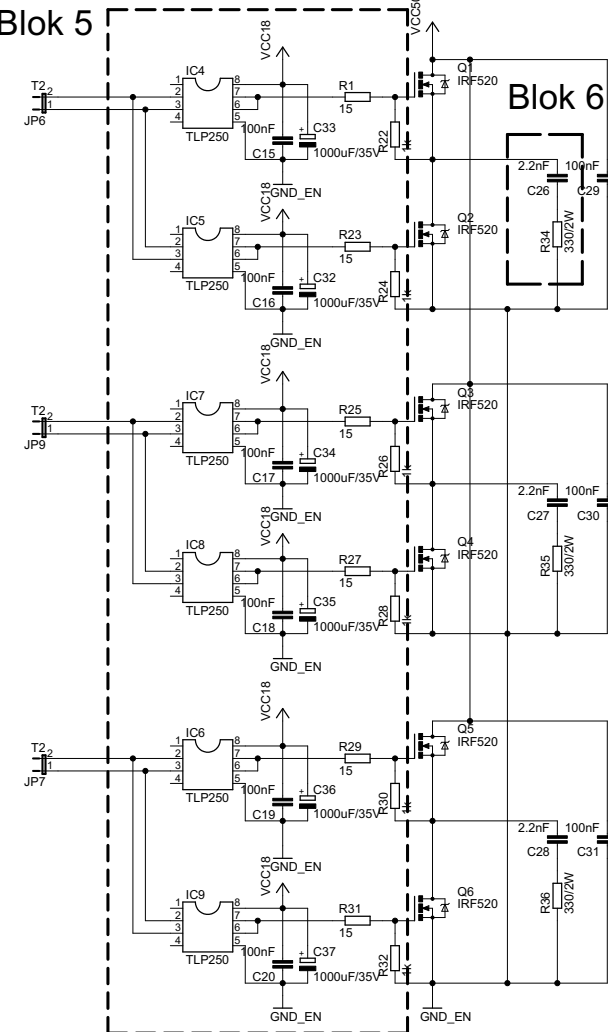 Blok 5
VCC18
VCC50
IC4
1
2
3
4
8
7
6
5
TLP250
T2
2
1
JP6
R1
15
Q1
IRF520
Blok 6
100nF
C33
C15
1000uF/35V
R22
1k
2.2nF
100nF
C26
C29
R34
330/2W
GND_EN
VCC18
IC5
1
2
3
4
8
7
6
5
TLP250
R23
15
Q2
IRF520
100nF
C32
C16
1000uF/35V
R24
1k
GND_EN
VCC18
IC7
1
2
3
4
8
7
6
5
TLP250
T2
2
1
JP9
R25
15
Q3
IRF520
100nF
C34
C17
1000uF/35V
R26
1k
2.2nF
100nF
C27
C30
R35
330/2W
GND_EN
VCC18
IC8
1
2
3
4
8
7
6
5
TLP250
R27
15
Q4
IRF520
100nF
C35
C18
1000uF/35V
R28
1k
GND_EN
VCC18
IC6
1
2
3
4
8
7
6
5
TLP250
T2
2
1
JP7
R29
15
Q5
IRF520
100nF
C36
C19
1000uF/35V
R30
1k
2.2nF
100nF
C28
C31
R36
330/2W
GND_EN
VCC18
IC9
1
2
3
4
8
7
6
5
TLP250
R31
15
Q6
IRF520
100nF
C37
C20
1000uF/35V
R32
1k
GND_EN
GND_EN